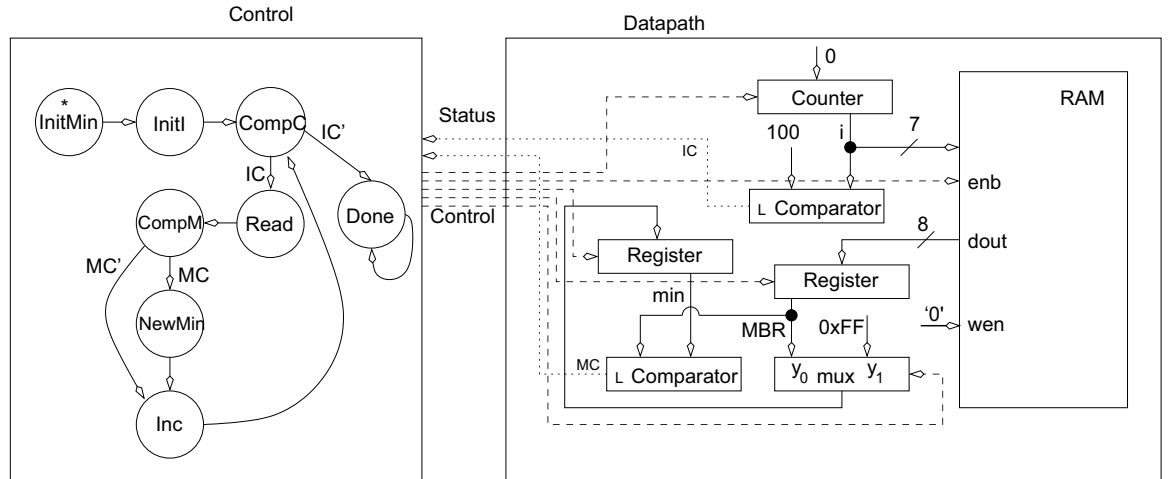 Control
Datapath
*
InitMin
InitI
CompC
IC'
IC
Read
CompM
MC'
MC
NewMin
Inc
Done
Status
Control
0
Counter
100
i
7
RAM
IC
L Comparator
enb
8
dout
Register
Register
min
MBR
0xFF
'0'
wen
MC
L Comparator
y0 mux y1